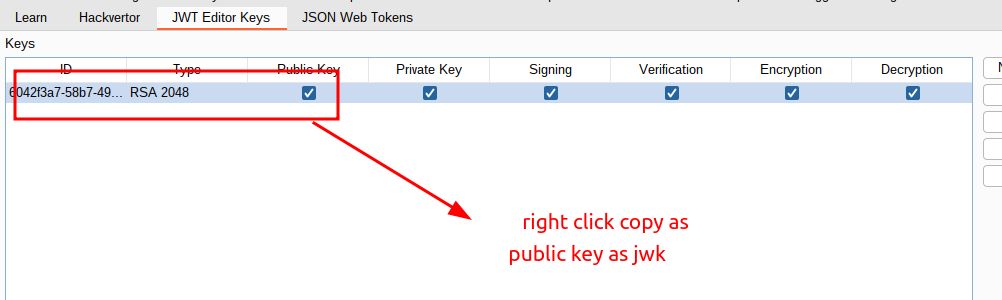 Learn Hackvertor JWT Editor Keys JSON Web Tokens
Keys
ID Type Public Key Private Key Signing Verification Encryption Decryption
6042f3a7-58b7-49... RSA 2048
right click copy as
public key as jwk